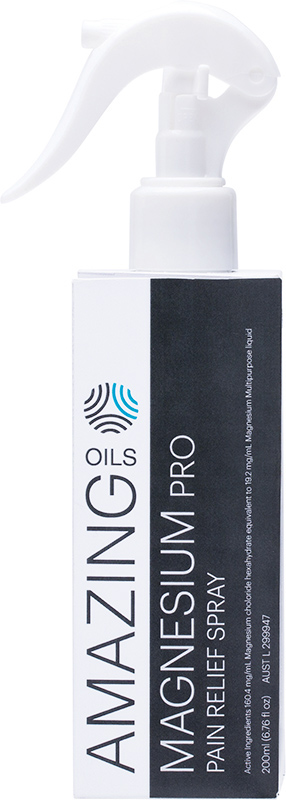 AMAZING
OILS
MAGNESIUM PRO
PAIN RELIEF SPRAY
Active Ingredients 160.4 mg/mL Magnesium choloride hexahydrate equivalent to 19.2 mg/mL Magnesium Multipurpose liquid
200ml (6.76 fl oz) AUST L 299947